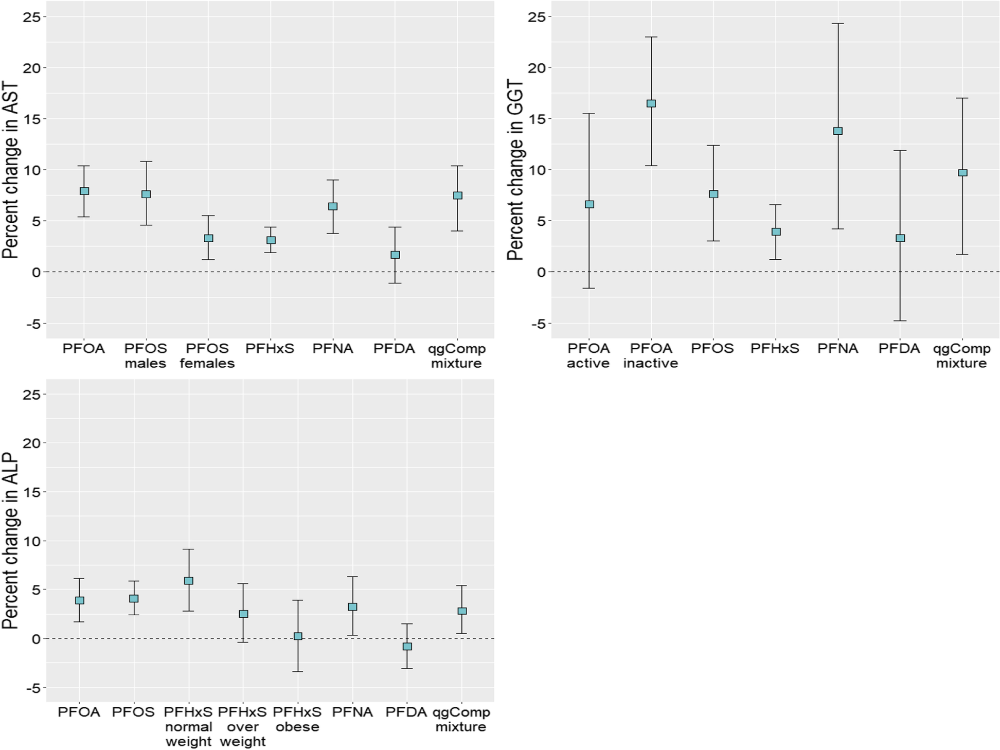 Percent change in AST
25
20
15
10
5
0
-5
PFOA PFOS PFOS PFHxS PFNA PFDA qgComp
males females mixture
Percent change in GGT
25
20
15
10
5
0
-5
PFOA PFOA PFOS PFHxS PFNA PFDA qgComp
active inactive mixture
Percent change in ALP
25
20
15
10
5
0
-5
PFOA PFOS PFHxS PFHxS PFHxS PFNA PFDA qgComp
normal over obese mixture
weight weight